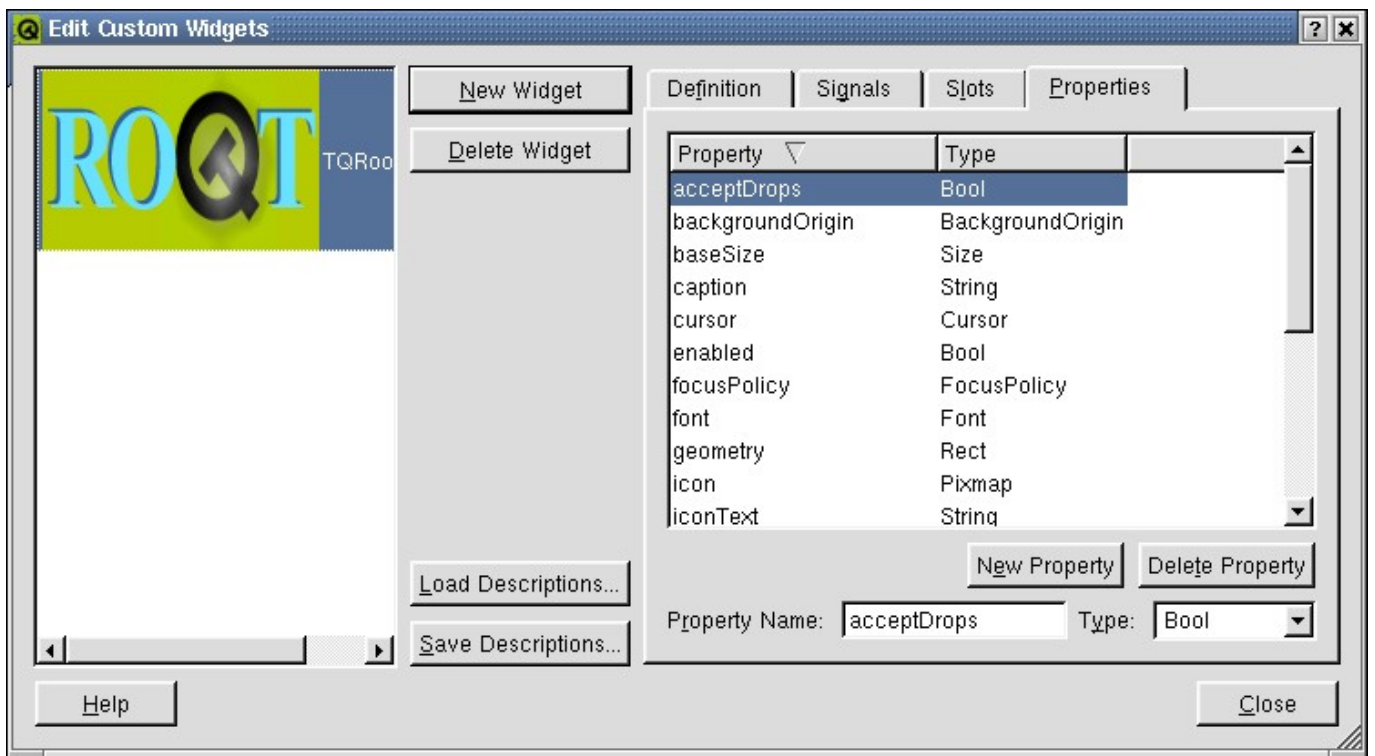 Edit Custom Widgets
ROQT
TQRoo
New Widget
Delete Widget
Load Descriptions...
Save Descriptions...
Definition
Signals
Slots
Properties
Property Type
acceptDrops Bool
backgroundOrigin BackgroundOrigin
baseSize Size
caption String
cursor Cursor
enabled Bool
focusPolicy FocusPolicy
font Font
geometry Rect
icon Pixmap
iconText String
New Property
Delete Property
Property Name: acceptDrops Type: Bool
Help
Close